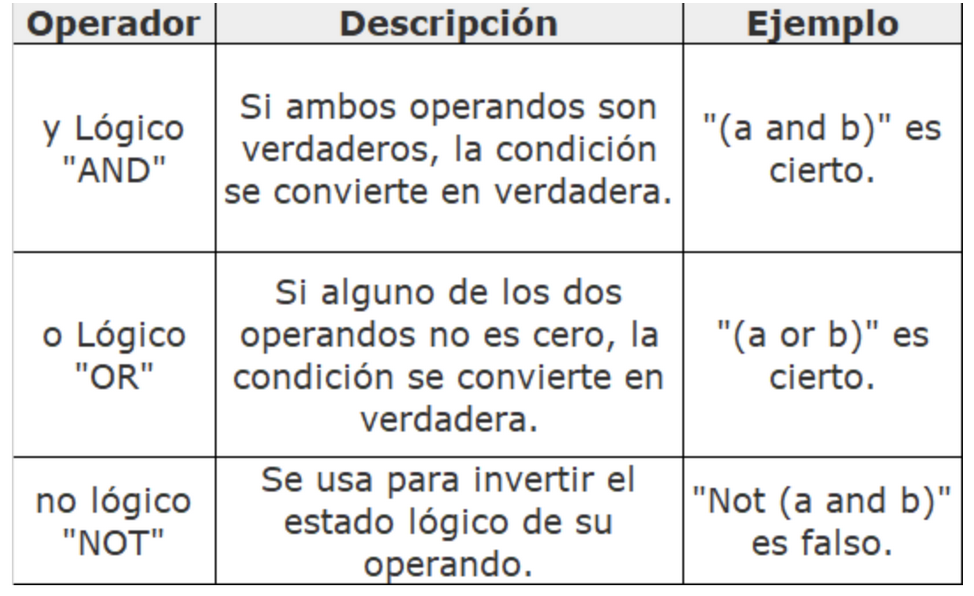 Operador Descripción Ejemplo
y Lógico
"AND"
Si ambos operandos son
verdaderos, la condición
se convierte en verdadera.
"(a and b)" es
cierto.
o Lógico
"OR"
Si alguno de los dos
operandos no es cero, la
condición se convierte en
verdadera.
"(a or b)" es
cierto.
no lógico
"NOT"
Se usa para invertir el
estado lógico de su
operando.
"Not (a and b)"
es falso.